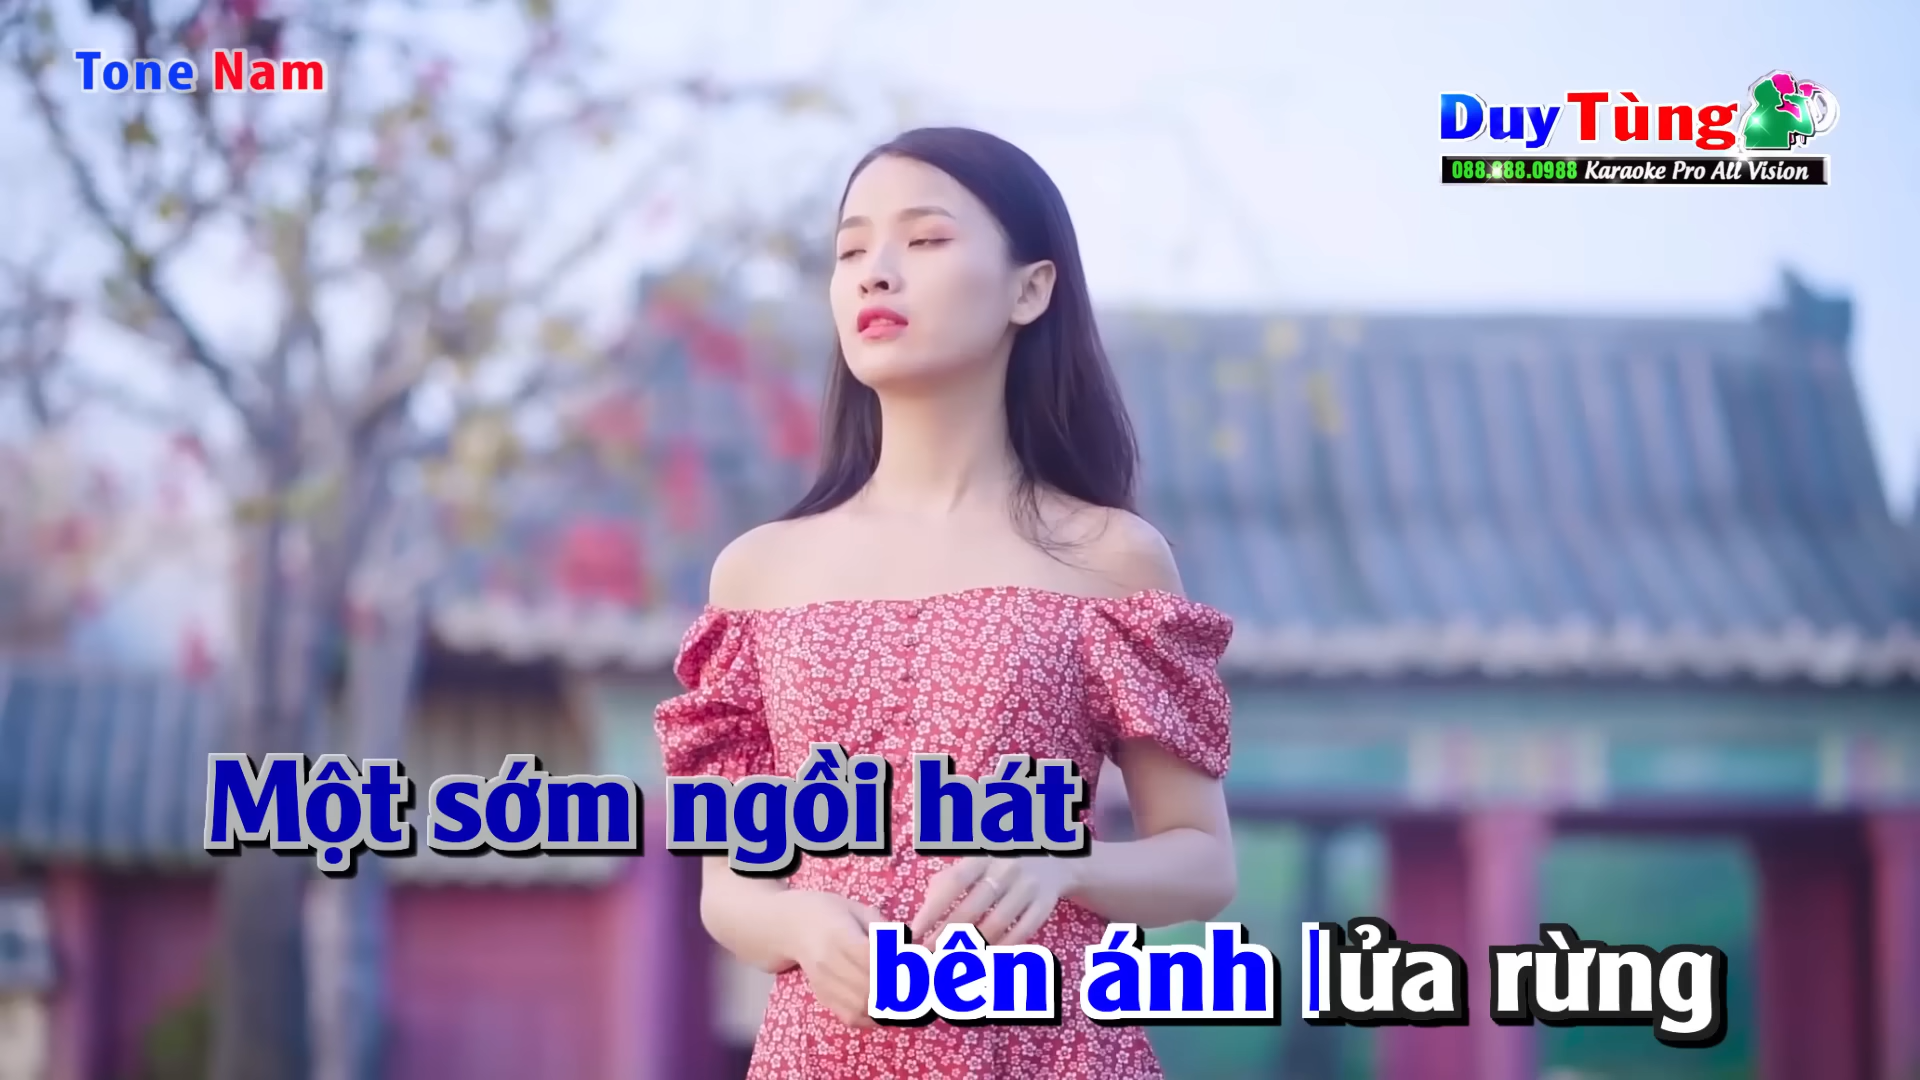 Tone Nam
Duy Tùng
088.888.0988 Karaoke Pro All Vision
Một sớm ngồi hát
bên ánh lửa rừng